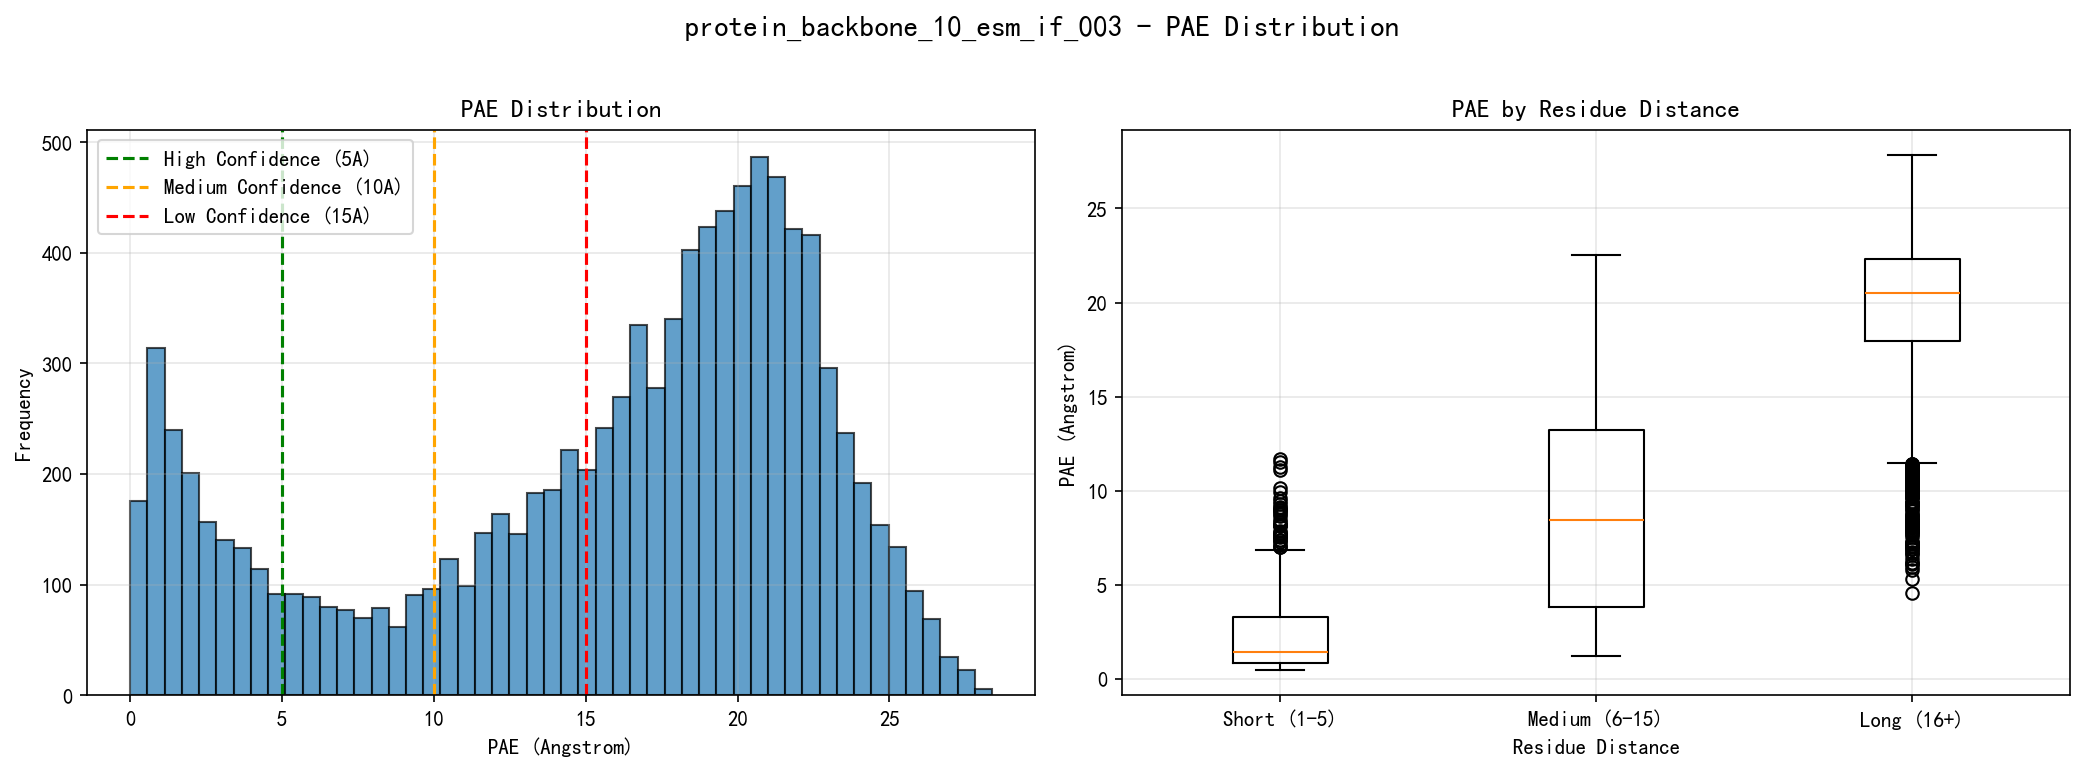 protein_backbone_10_esm_if_003 - PAE Distribution
PAE Distribution
High Confidence (5A)
Medium Confidence (10A)
Low Confidence (15A)
Frequency
500
400
300
200
100
0
0 5 10 15 20 25
PAE (Angstrom)
PAE by Residue Distance
PAE (Angstrom)
25
20
15
10
5
0
Short (1-5) Medium (6-15) Long (16+)
Residue Distance